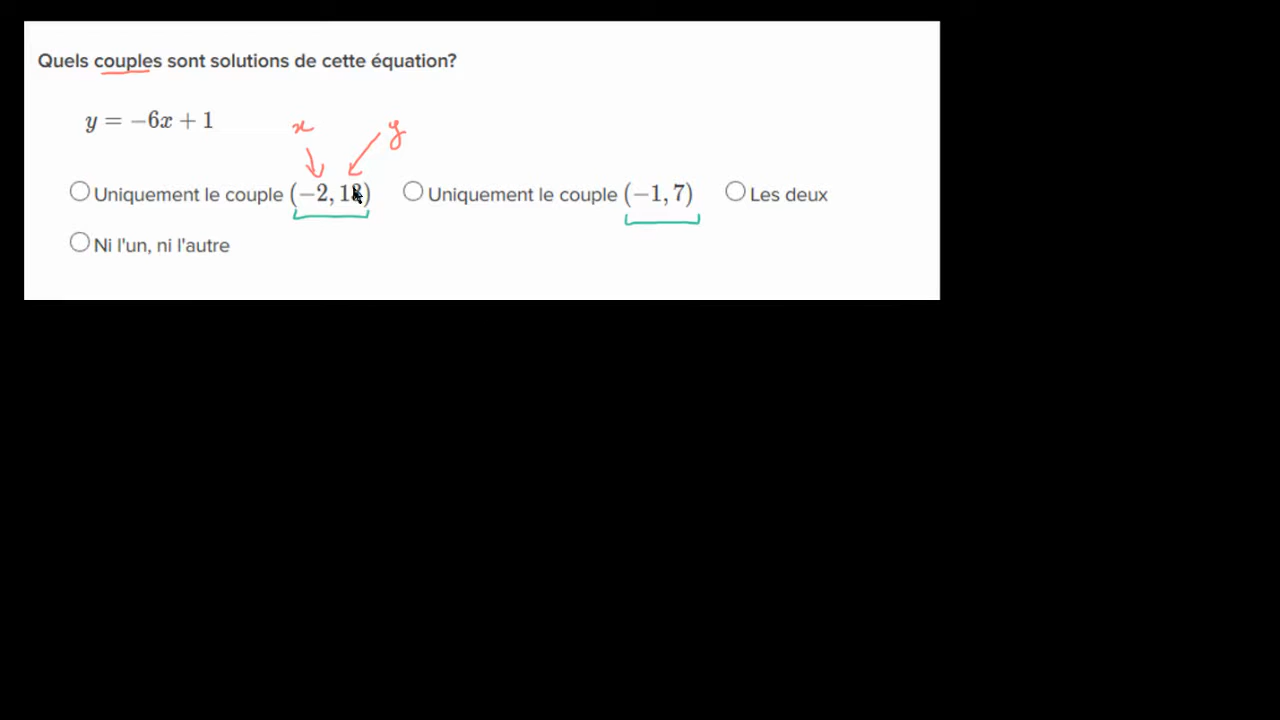 Quels couples sont solutions de cette équation?
y = −6x + 1
x y
Uniquement le couple (−2, 18) Uniquement le couple (−1, 7) Les deux
Ni l'un, ni l'autre